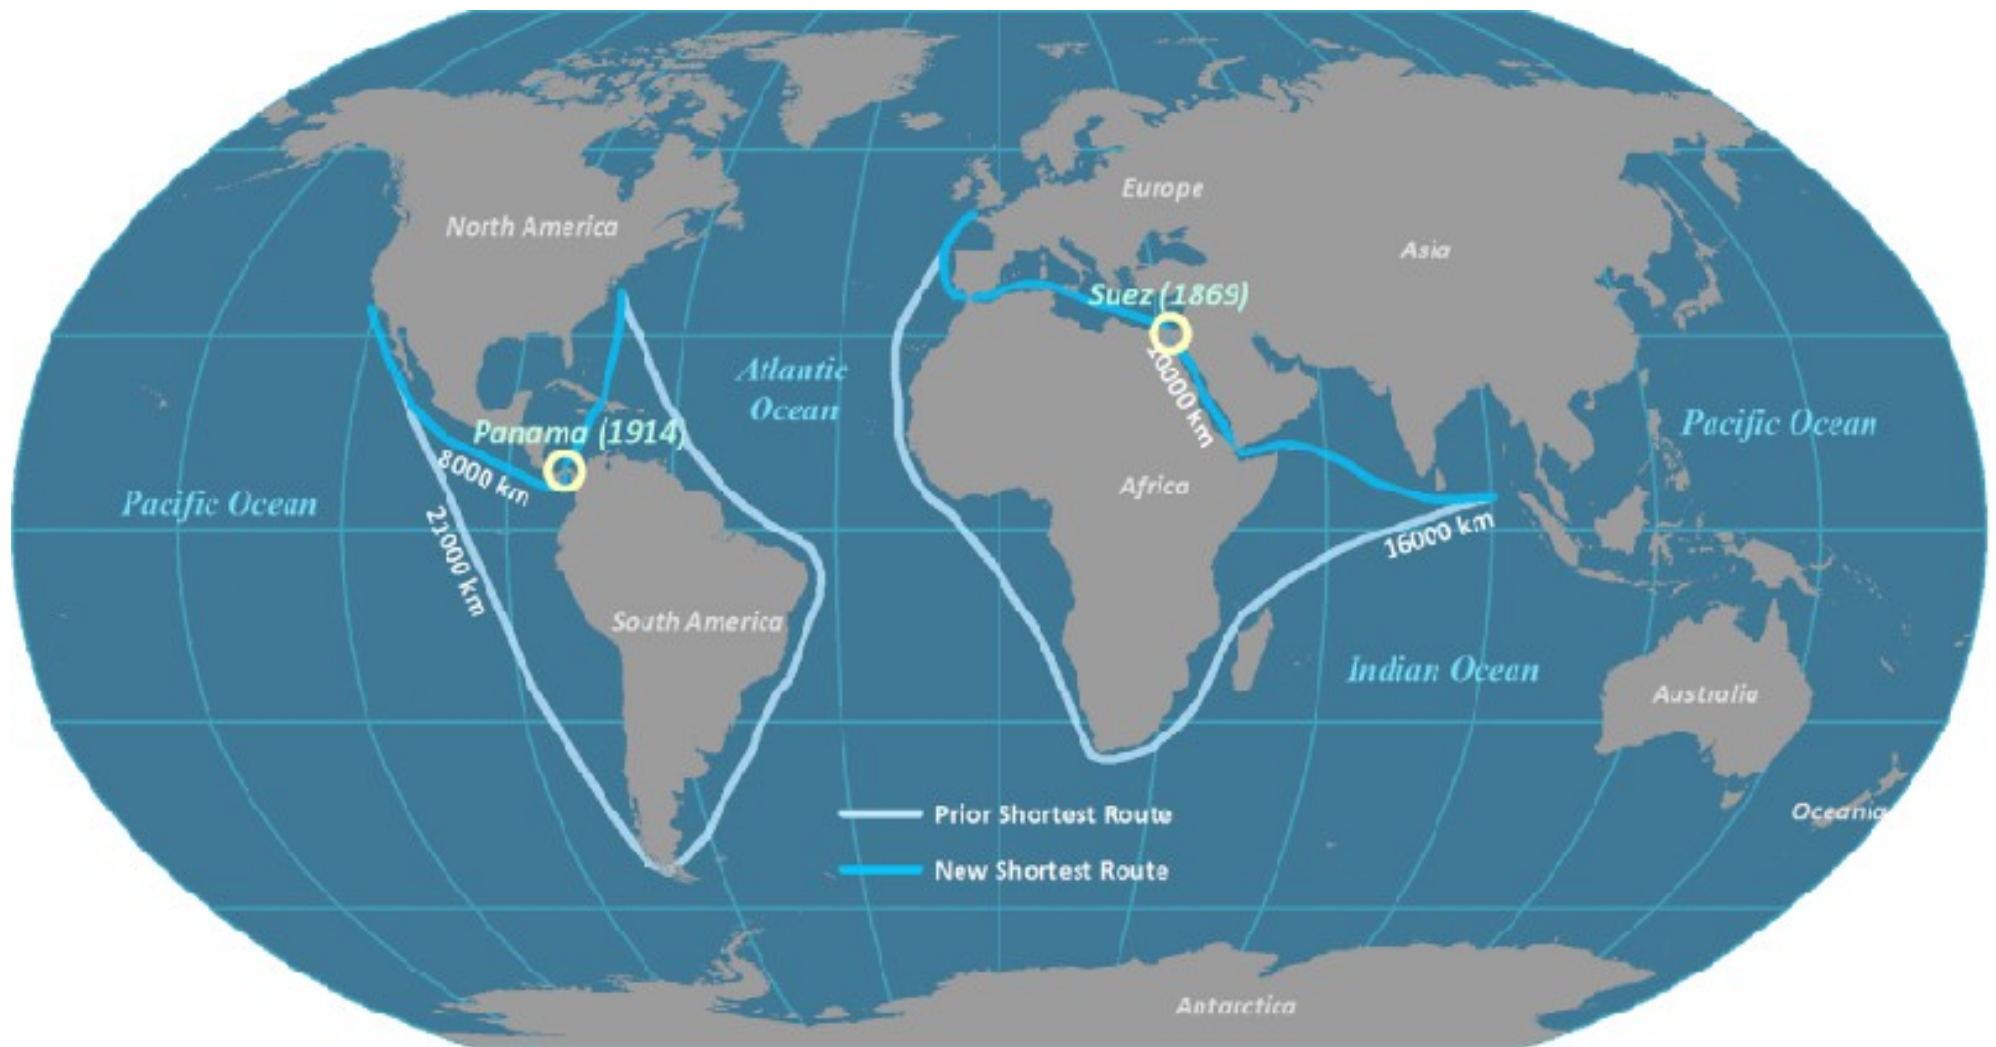 North America
Europe
Asia
Suez (1869)
10000 km
Atlantic
Ocean
Pacific Ocean
Panama (1914)
8000 km
Africa
Pacific Ocean
21000 km
16000 km
South America
Indian Ocean
Australia
Oceania
Prior Shortest Route
New Shortest Route
Antarctica